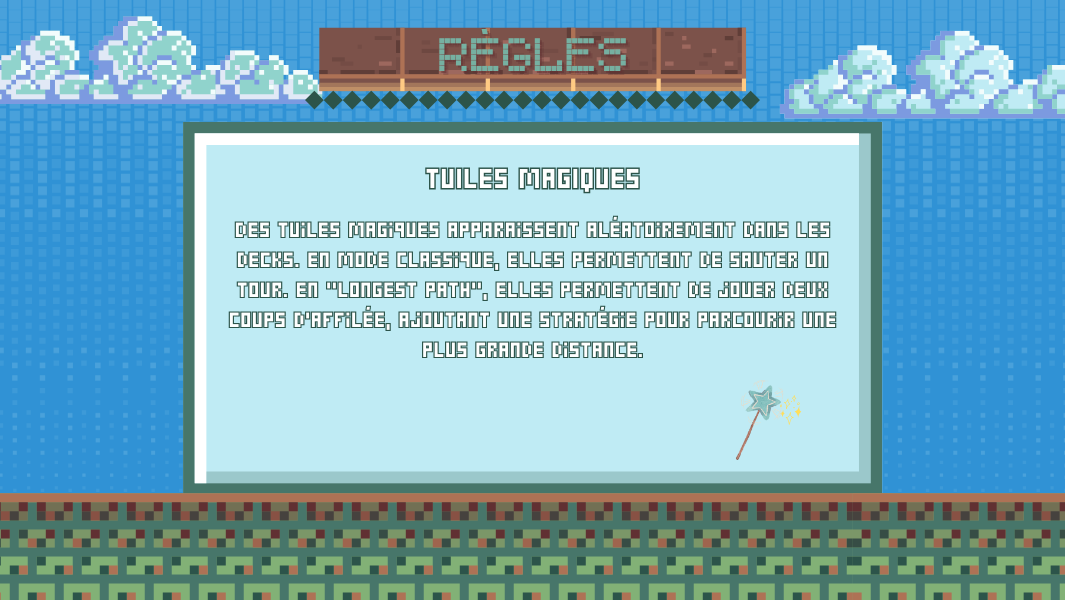 RÈGLES
TUILES MAGIQUES
DES TUILES MAGIQUES APPARAISSENT ALÉATOIREMENT DANS LES
DECKS. EN MODE CLASSIQUE, ELLES PERMETTENT DE SAUTER UN
TOUR. EN "LONGEST PATH", ELLES PERMETTENT DE JOUER DEUX
COUPS D'AFFILÉE, AJOUTANT UNE STRATÉGIE POUR PARCOURIR UNE
PLUS GRANDE DISTANCE.